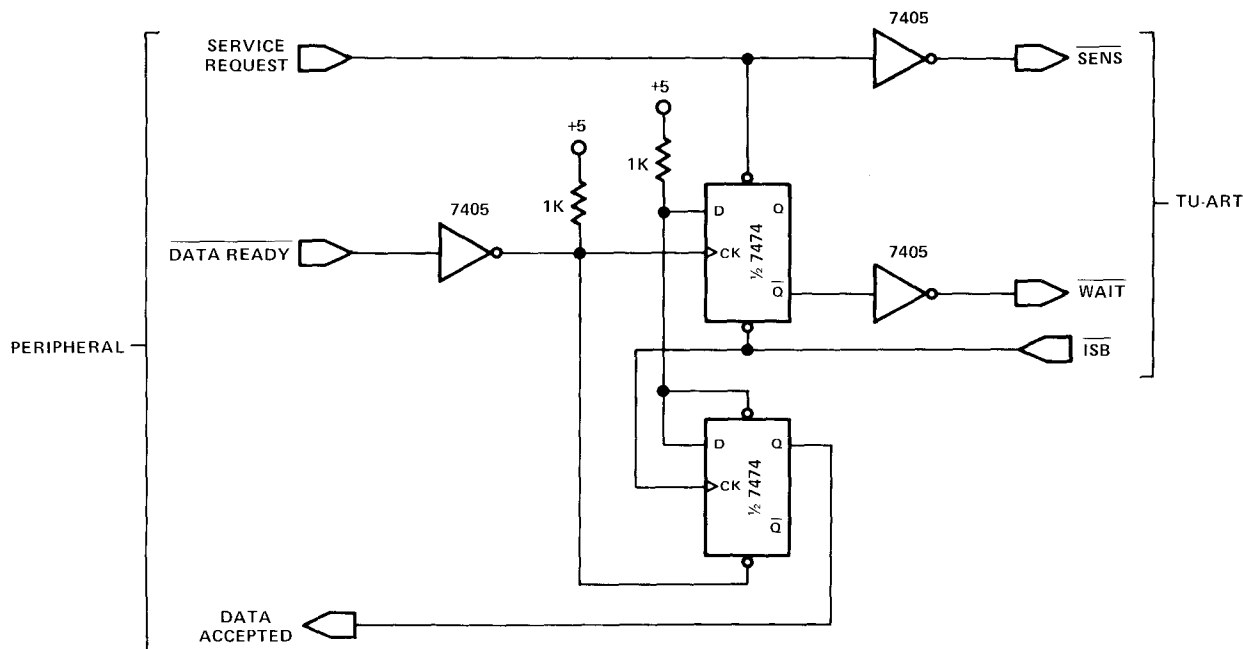 7405
SERVICE
REQUEST
SENS
+5
+5
1K
1K
7405
D
Q
CK
½ 7474
Q
7405
DATA READY
WAIT
TU-ART
PERIPHERAL
ISB
D
Q
CK
½ 7474
Q
DATA
ACCEPTED